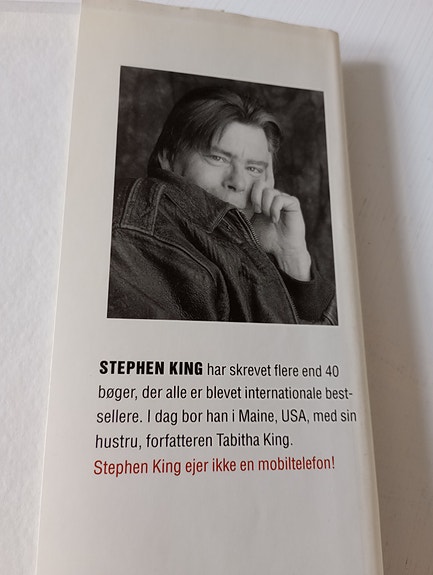 STEPHEN KING har skrevet flere end 40
bøger, der alle er blevet internationale best-
sellere. I dag bor han i Maine, USA, med sin
hustru, forfatteren Tabitha King.
Stephen King ejer ikke en mobiltelefon!